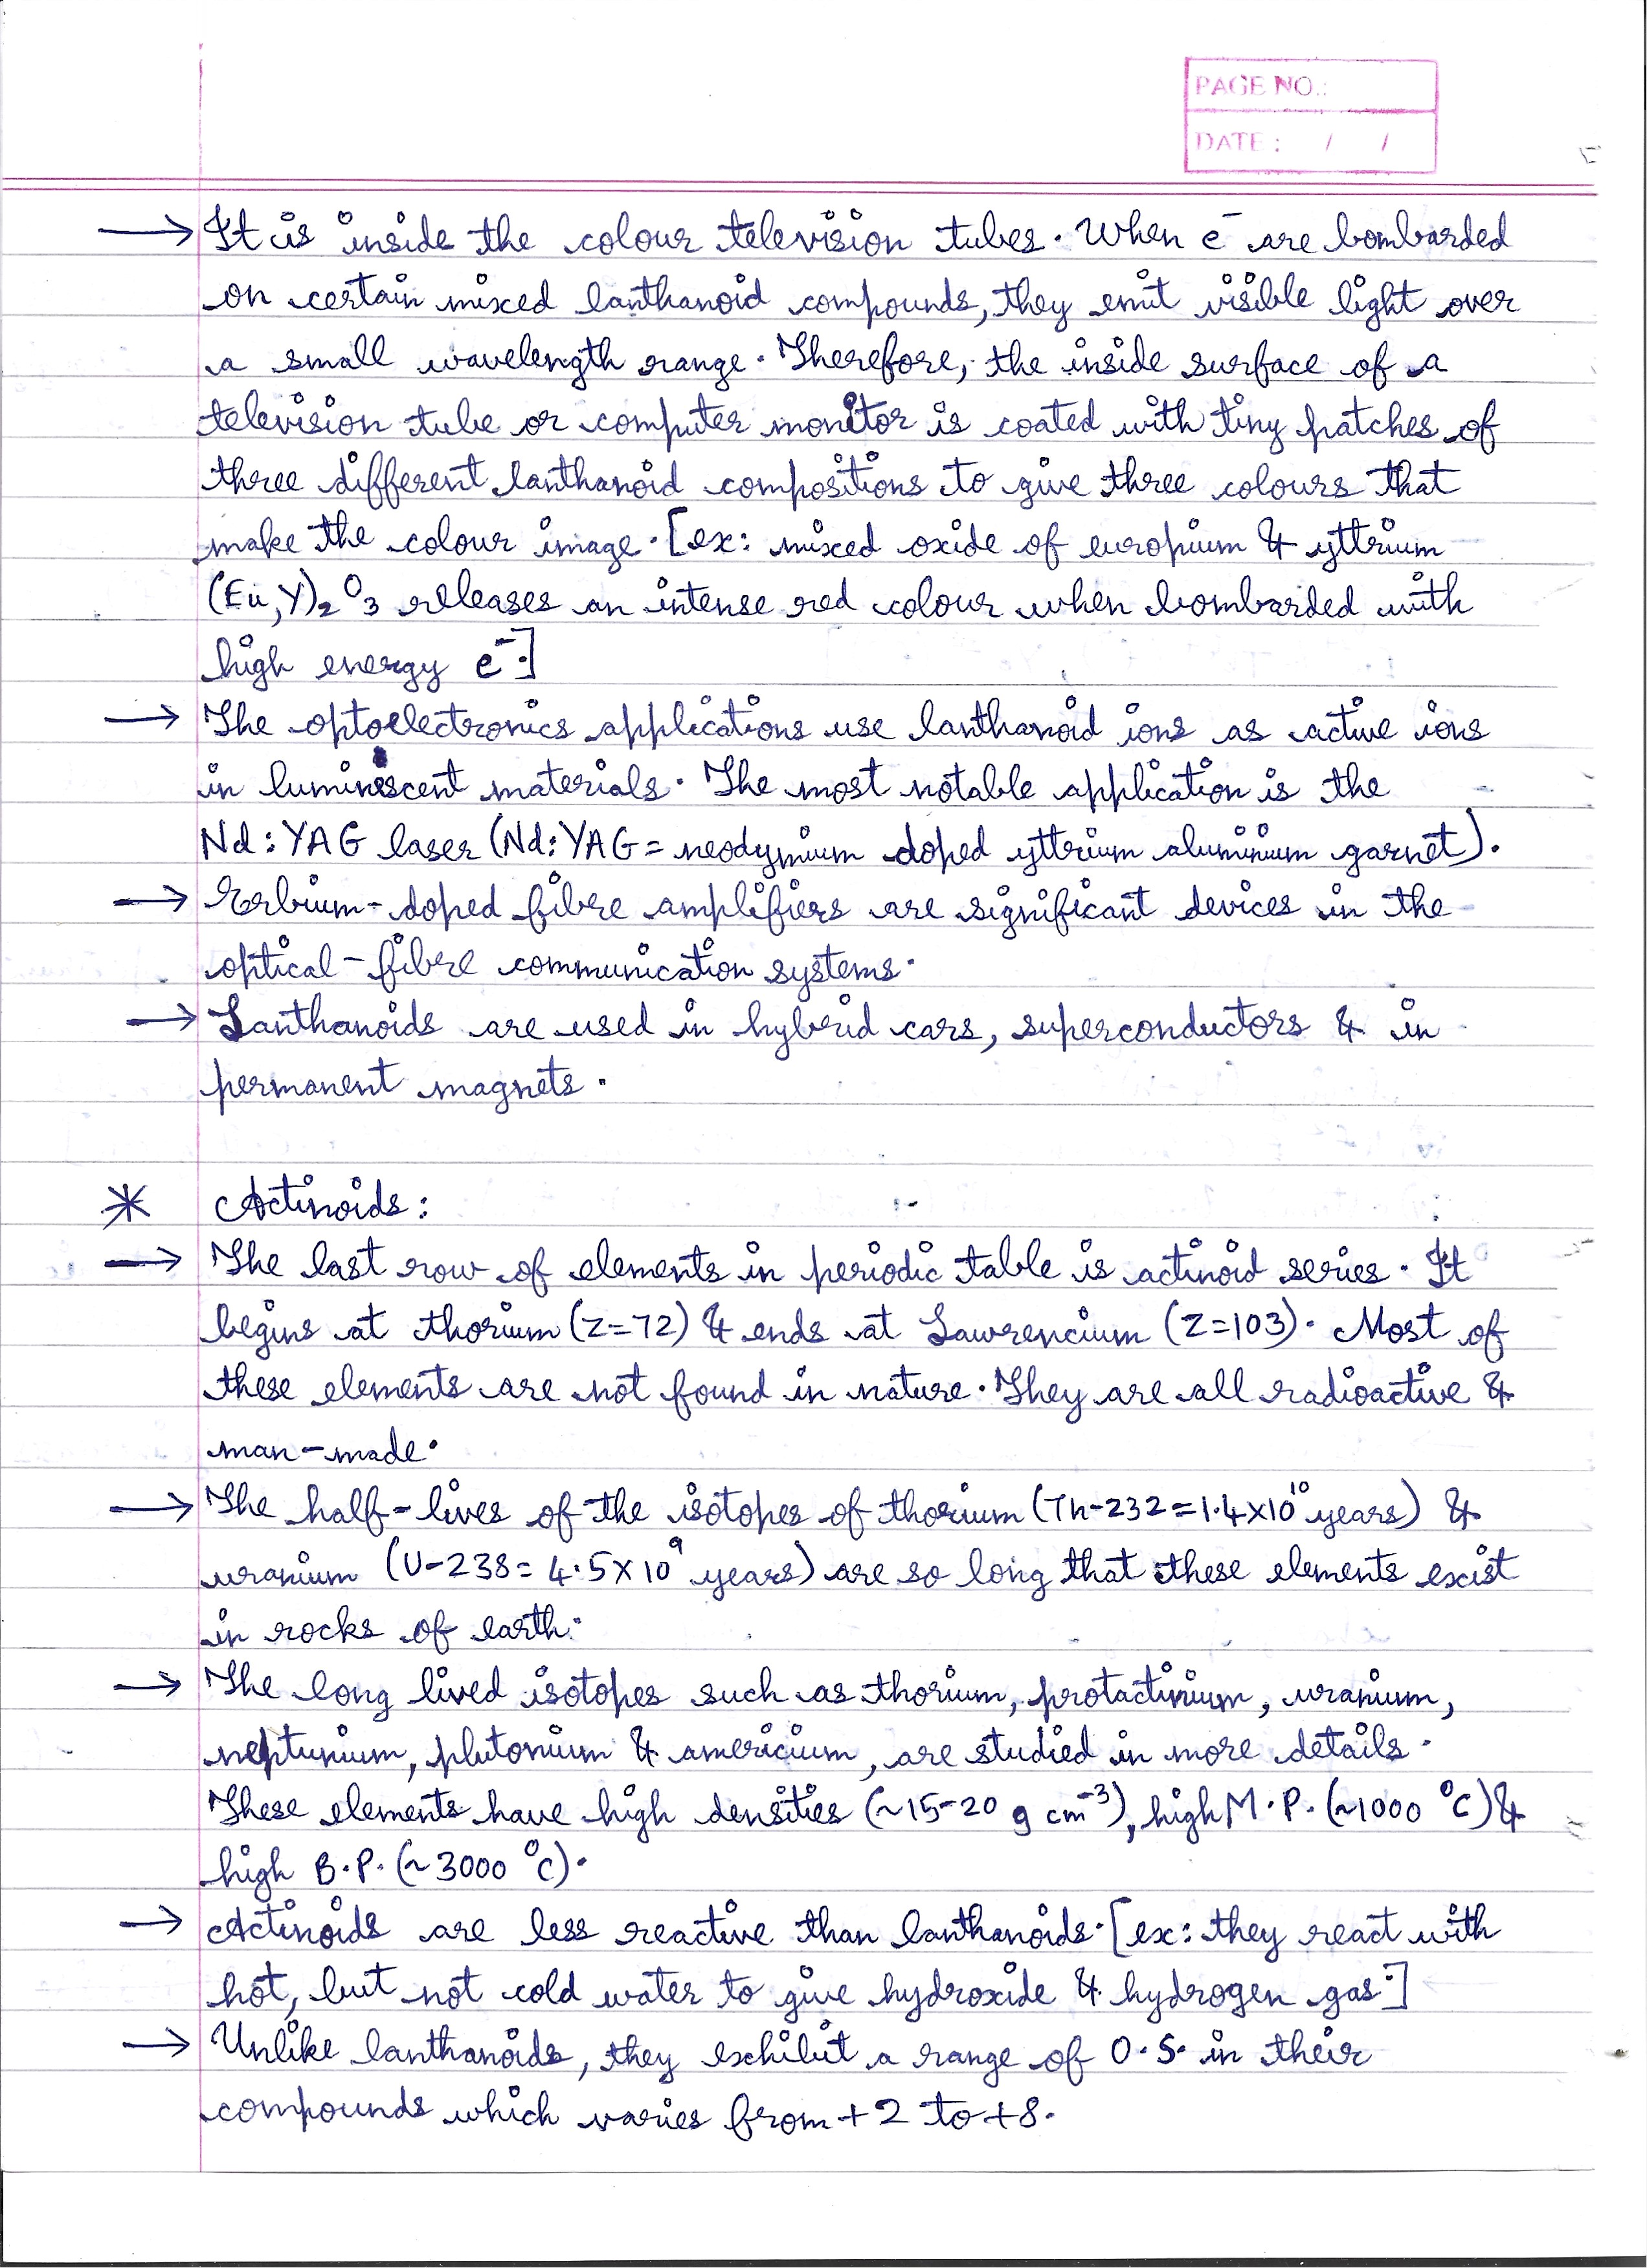 PAGE NO.:
DATE : / /
→ It is inside the colour television tubes. When e⁻ are bombarded
on certain mixed lanthanoid compounds, they emit visible light over
a small wavelength range. Therefore, the inside surface of a
television tube or computer monitor is coated with tiny patches of
three different lanthanoid compositions to give three colours that
make the colour image. [ex: mixed oxide of europium & yttrium
(Eu,Y)₂O₃ releases an intense red colour when bombarded with
high energy e⁻.]
→ The optoelectronics applications use lanthanoid ions as active ions
in luminiscent materials. The most notable application is the
Nd:YAG laser (Nd:YAG = neodymium doped yttrium aluminium garnet).
→ Erbium-doped fibre amplifiers are significant devices in the
optical-fibre communication systems.
→ Lanthanoids are used in hybrid cars, superconductors & in
permanent magnets.
* Actinoids:
→ The last row of elements in periodic table is actinoid series. It
begins at thorium (Z=72) & ends at Lawrencium (Z=103). Most of
these elements are not found in nature. They are all radioactive &
man-made.
→ The half-lives of the isotopes of thorium (Th-232 = 1.4×10¹⁰ years) &
uranium (U-238 = 4.5×10⁹ years) are so long that these elements exist
in rocks of earth.
→ The long lived isotopes such as thorium, protactinium, uranium,
neptunium, plutonium & americium, are studied in more details.
These elements have high densities (~15-20 g cm⁻³), high M.P. (~1000 °C) &
high B.P. (~3000 °C).
→ Actinoids are less reactive than lanthanoids. [ex: they react with
hot, but not cold water to give hydroxide & hydrogen gas.]
→ Unlike lanthanoids, they exhibit a range of O.S. in their
compounds which varies from +2 to +8.